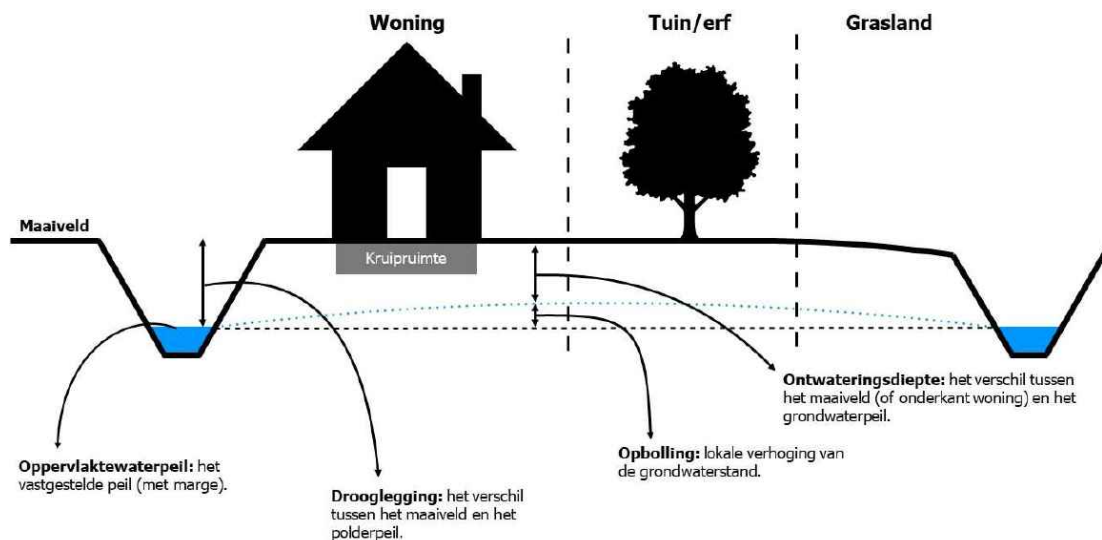 Woning
Tuin/erf
Grasland
Maaiveld
Kruipruimte
Ontwateringsdiepte: het verschil tussen
het maaiveld (of onderkant woning) en het
grondwaterpeil.
Opbolling: lokale verhoging van
de grondwaterstand.
Oppervlaktewaterpeil: het
vastgestelde peil (met marge).
Drooglegging: het verschil
tussen het maaiveld en het
polderpeil.